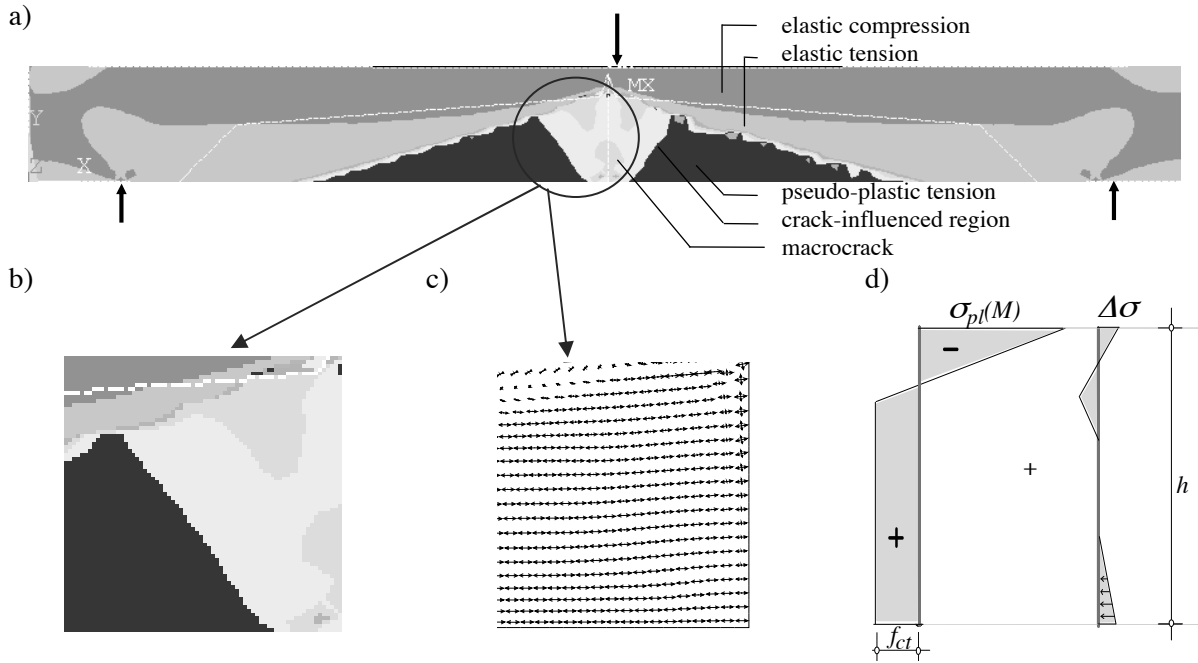 a)
elastic compression
elastic tension
MX
Y
Z X
pseudo-plastic tension
crack-influenced region
macrocrack
b)
c)
d)
σpl(M)
Δσ
-
+
h
+
fct